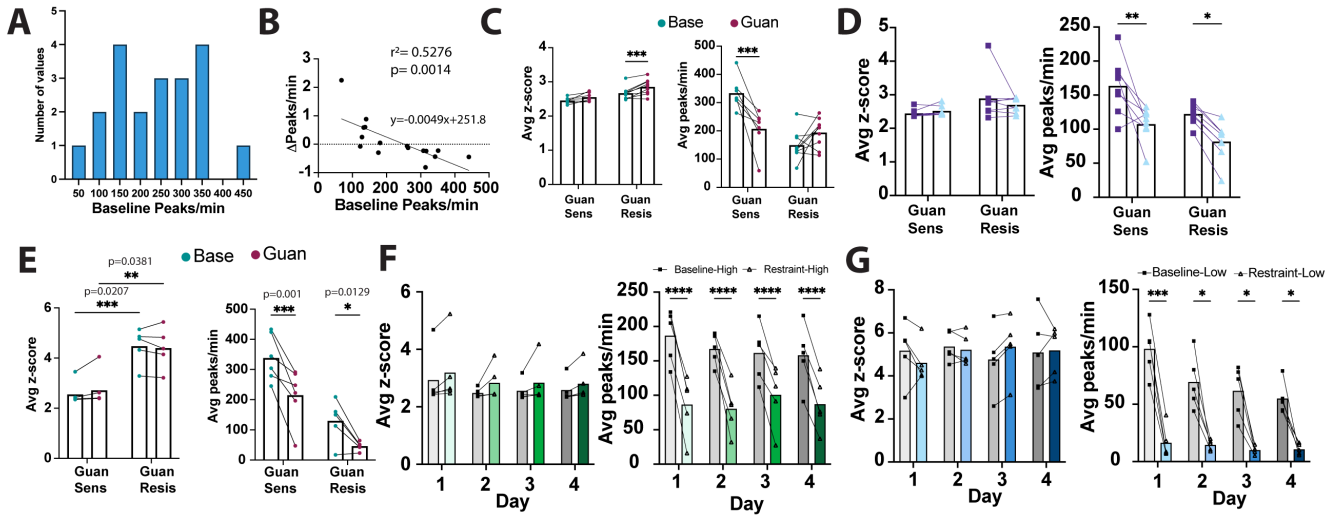 A
Number of values
5
4
3
2
1
0
50 100 150 200 250 300 350 400 450
Baseline Peaks/min
B
r²= 0.5276
p= 0.0014
y=-0.0049x+251.8
ΔPeaks/min
3
2
1
0
-1
0 100 200 300 400 500
Baseline Peaks/min
C
Base Guan
Avg z-score
5
4
3
2
1
0
***
Guan Guan
Sens Resis
Avg peaks/min
500
400
300
200
100
0
***
Guan Guan
Sens Resis
D
Avg z-score
5
4
3
2
1
0
Guan Guan
Sens Resis
Avg peaks/min
250
200
150
100
50
0
** *
Guan Guan
Sens Resis
E
Base Guan
p=0.0381
**
p=0.0207
***
Avg z-score
6
4
2
0
Guan Guan
Sens Resis
Avg peaks/min
500
400
300
200
100
0
p=0.001 p=0.0129
*** *
Guan Guan
Sens Resis
F
Avg z-score
6
4
2
0
1 2 3 4
Day
Baseline-High Restraint-High
Avg peaks/min
250
200
150
100
50
0
**** **** **** ****
1 2 3 4
Day
G
Avg z-score
8
6
4
2
0
1 2 3 4
Day
Baseline-Low Restraint-Low
Avg peaks/min
150
100
50
0
*** * * *
1 2 3 4
Day